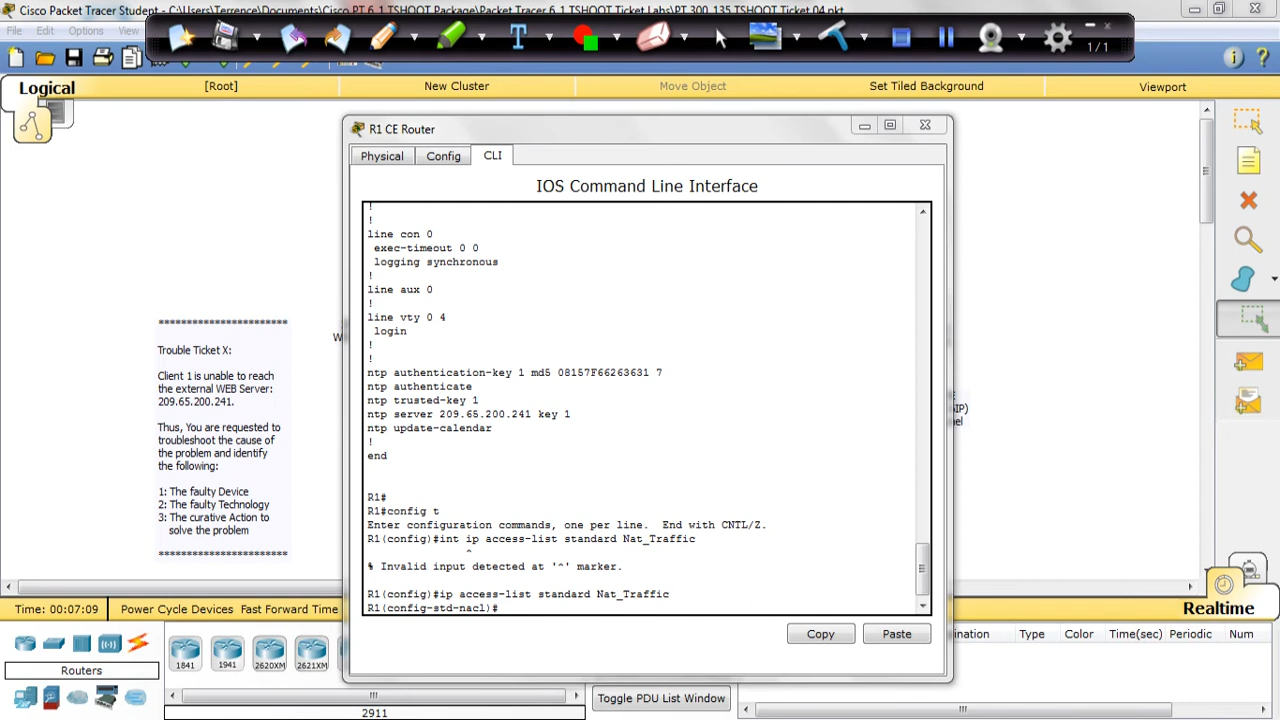 Cisco Packet Tracer Student - C:\Users\Terrence\Documents\Cisco PT 6_1 TSHOOT Package\Packet Tracer 6_1 TSHOOT Ticket Labs\PT 300_135 TSHOOT Ticket 04.pkt
File Edit Options View
T
1/1
Logical
[Root]
New Cluster
Move Object
Set Tiled Background
Viewport
R1 CE Router
Physical Config CLI
IOS Command Line Interface
!
!
line con 0
exec-timeout 0 0
logging synchronous
!
line aux 0
!
line vty 0 4
login
!
!
ntp authentication-key 1 md5 08157F66263631 7
ntp authenticate
ntp trusted-key 1
ntp server 209.65.200.241 key 1
ntp update-calendar
!
end
R1#
R1#config t
Enter configuration commands, one per line.  End with CNTL/Z.
R1(config)#int ip access-list standard Nat_Traffic
^
% Invalid input detected at '^' marker.
R1(config)#ip access-list standard Nat_Traffic
R1(config-std-nacl)#
Copy Paste
***********************
Trouble Ticket X:
Client 1 is unable to reach
the external WEB Server:
209.65.200.241.
Thus, You are requested to
troubleshoot the cause of
the problem and identify
the following:
1: The faulty Device
2: The faulty Technology
3: The curative Action to
solve the problem
***********************
W
SIP)
el
Time: 00:07:09 Power Cycle Devices Fast Forward Time
Realtime
Routers
1841 1941 2620XM 2621XM
2911
Toggle PDU List Window
ination Type Color Time(sec) Periodic Num